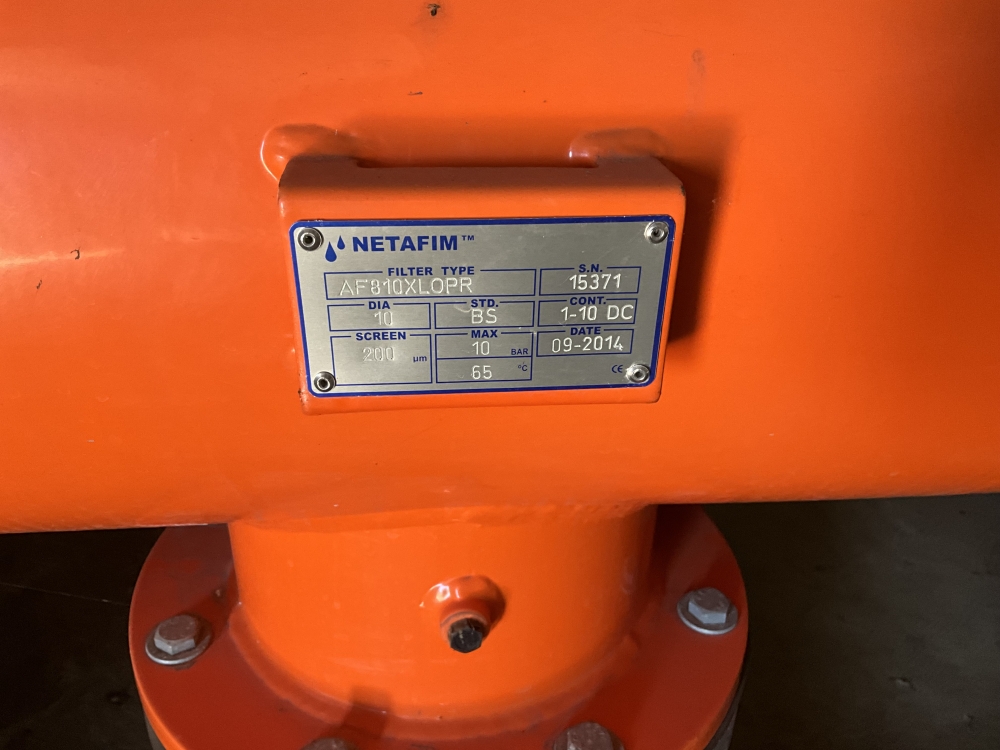 NETAFIM™
FILTER TYPE
AF810XLOPR
S.N.
15371
DIA
10
STD.
BS
CONT.
1-10 DC
SCREEN
200 µm
MAX
10 BAR
65 °C
DATE
09-2014
CE